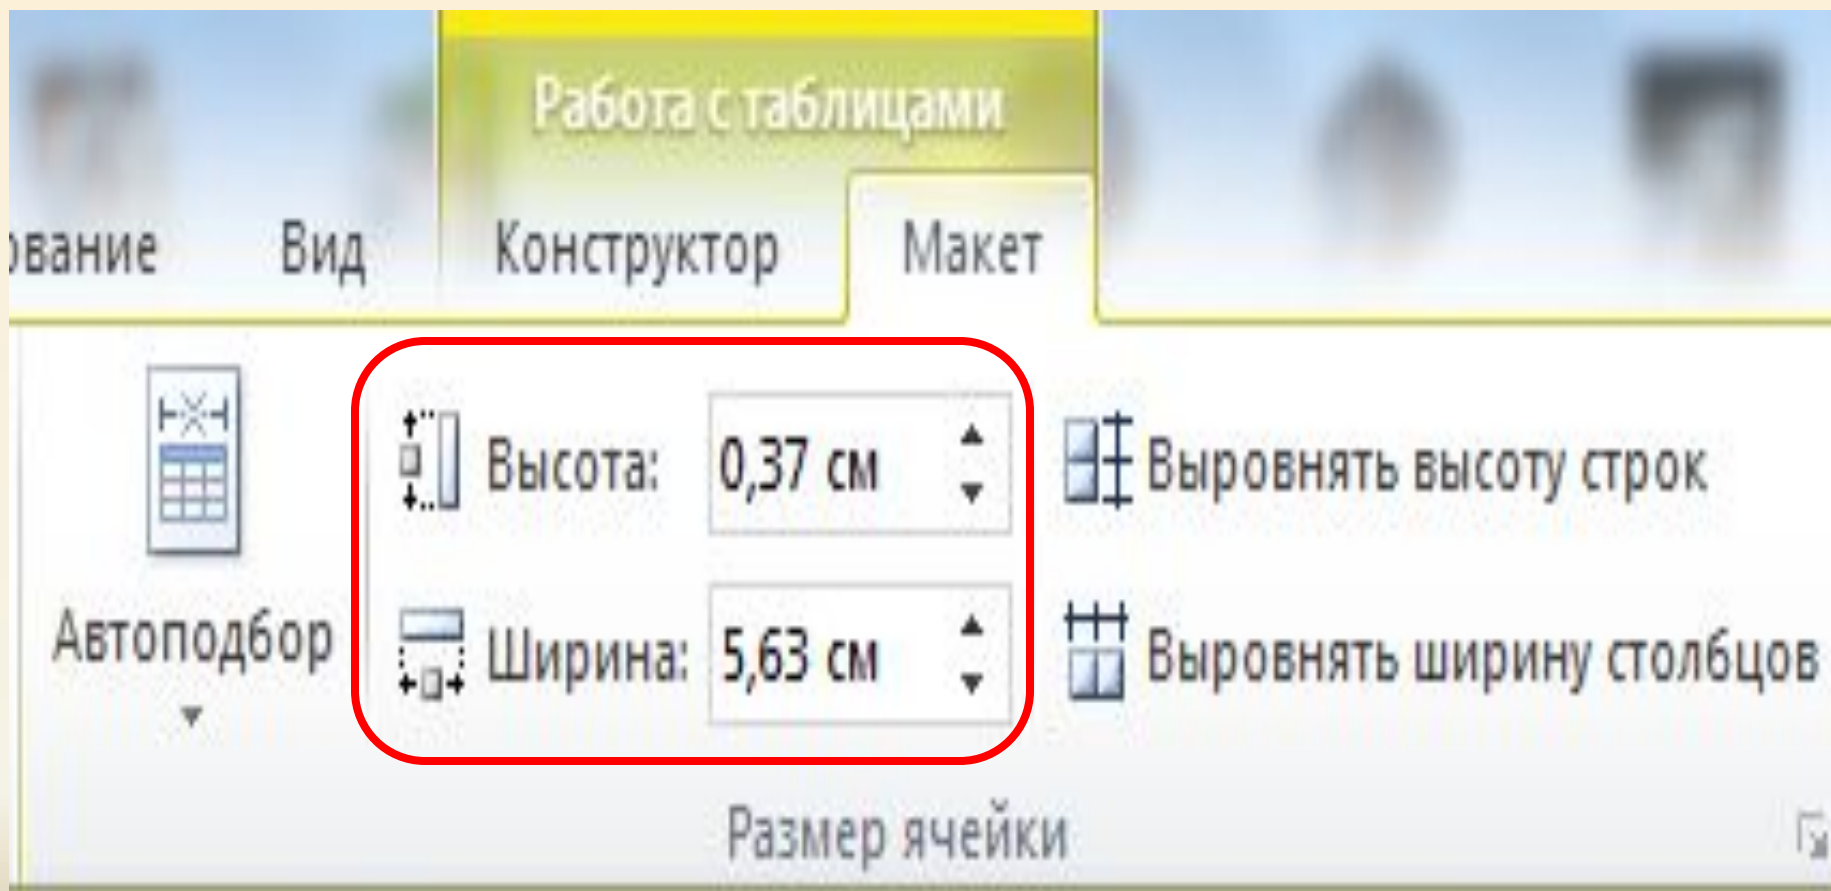 Работа с таблицами
ование Вид Конструктор Макет
Высота: 0,37 см Выровнять высоту строк
Автоподбор Ширина: 5,63 см Выровнять ширину столбцов
Размер ячейки